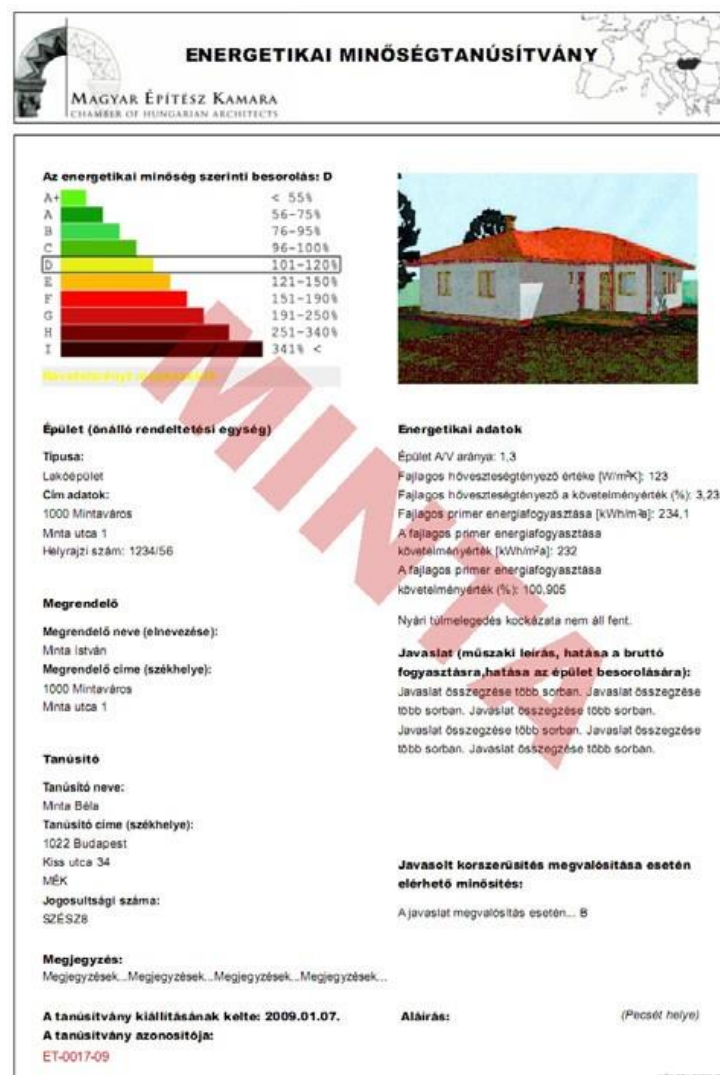 ENERGETIKAI MINŐSÉGTANÚSÍTVÁNY
MAGYAR ÉPÍTÉSZ KAMARA
CHAMBER OF HUNGARIAN ARCHITECTS
Az energetikai minőség szerinti besorolás: D
A+ < 55%
A 56-75%
B 76-95%
C 96-100%
D 101-120%
E 121-150%
F 151-190%
G 191-250%
H 251-340%
I 341% <
Épület (önálló rendeltetési egység)
Típusa:
Lakóépület
Cím adatok:
1000 Mintaváros
Minta utca 1
Helyrajzi szám: 1234/56
Megrendelő
Megrendelő neve (elnevezése):
Minta István
Megrendelő címe (székhelye):
1000 Mintaváros
Minta utca 1
Tanúsító
Tanúsító neve:
Minta Béla
Tanúsító címe (székhelye):
1022 Budapest
Kiss utca 34
MÉK
Jogosultsági száma:
SZÉSZ8
Megjegyzés:
Megjegyzések...Megjegyzések...Megjegyzések...Megjegyzések...
A tanúsítvány kiállításának kelte: 2009.01.07.
A tanúsítvány azonosítója:
ET-0017-09
Energetikai adatok
Épület A/V aránya: 1,3
Fajlagos hőveszteségtényező értéke [W/m³K]: 123
Fajlagos hőveszteségtényező a követelményérték (%): 3,23
Fajlagos primer energiafogyasztása [kWh/m²a]: 234,1
A fajlagos primer energiafogyasztása
követelményérték [kWh/m²a]: 232
A fajlagos primer energiafogyasztása
követelményérték (%): 100,905
Nyári túlmelegedés kockázata nem áll fent.
Javaslat (műszaki leírás, hatása a bruttó
fogyasztásra,hatása az épület besorolására):
Javaslat összegzése több sorban. Javaslat összegzése
több sorban. Javaslat összegzése több sorban.
Javaslat összegzése több sorban. Javaslat összegzése
több sorban. Javaslat összegzése több sorban.
Javasolt korszerűsítés megvalósítása esetén
elérhető minősítés:
A javaslat megvalósítás esetén... B
Aláírás:
(Pecsét helye)
MINTA